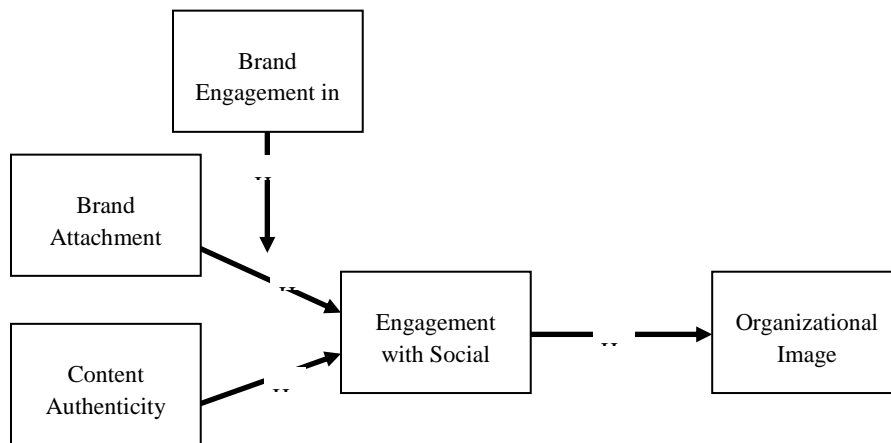 Brand
Engagement in
Brand
Attachment
Engagement
with Social
Organizational
Image
Content
Authenticity